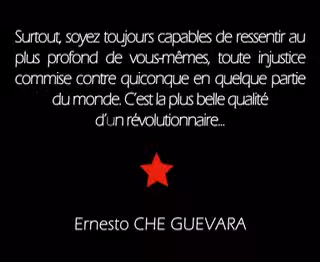 Surtout, soyez toujours capables de ressentir au
plus profond de vous-mêmes, toute injustice
commise contre quiconque en quelque partie
du monde. C'est la plus belle qualité
d'un révolutionnaire...
Ernesto CHE GUEVARA